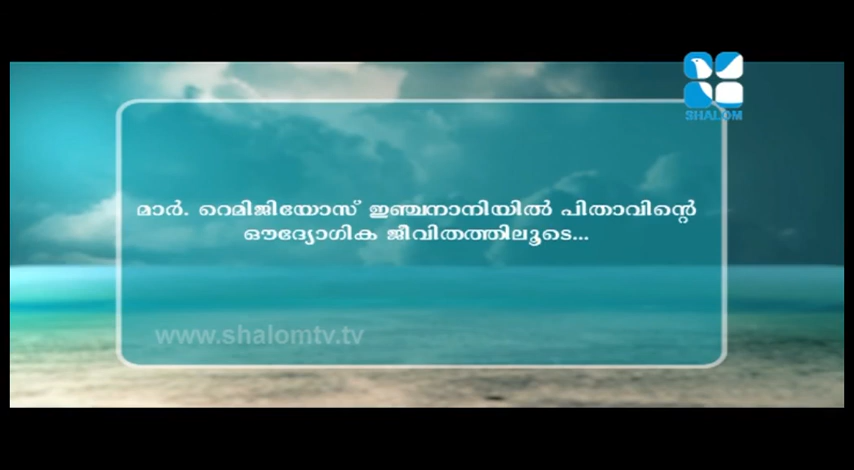 SHALOM
മാർ. റെമിജിയോസ് ഇഞ്ചനാനിയിൽ പിതാവിന്റെ
ഔദ്യോഗിക ജീവിതത്തിലൂടെ...
www.shalomtv.tv